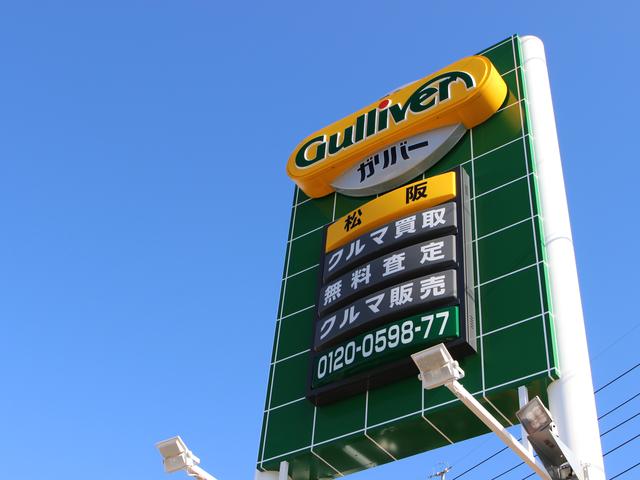 Gulliver
ガリバー
松阪
クルマ買取
無料査定
クルマ販売
0120-0598-77